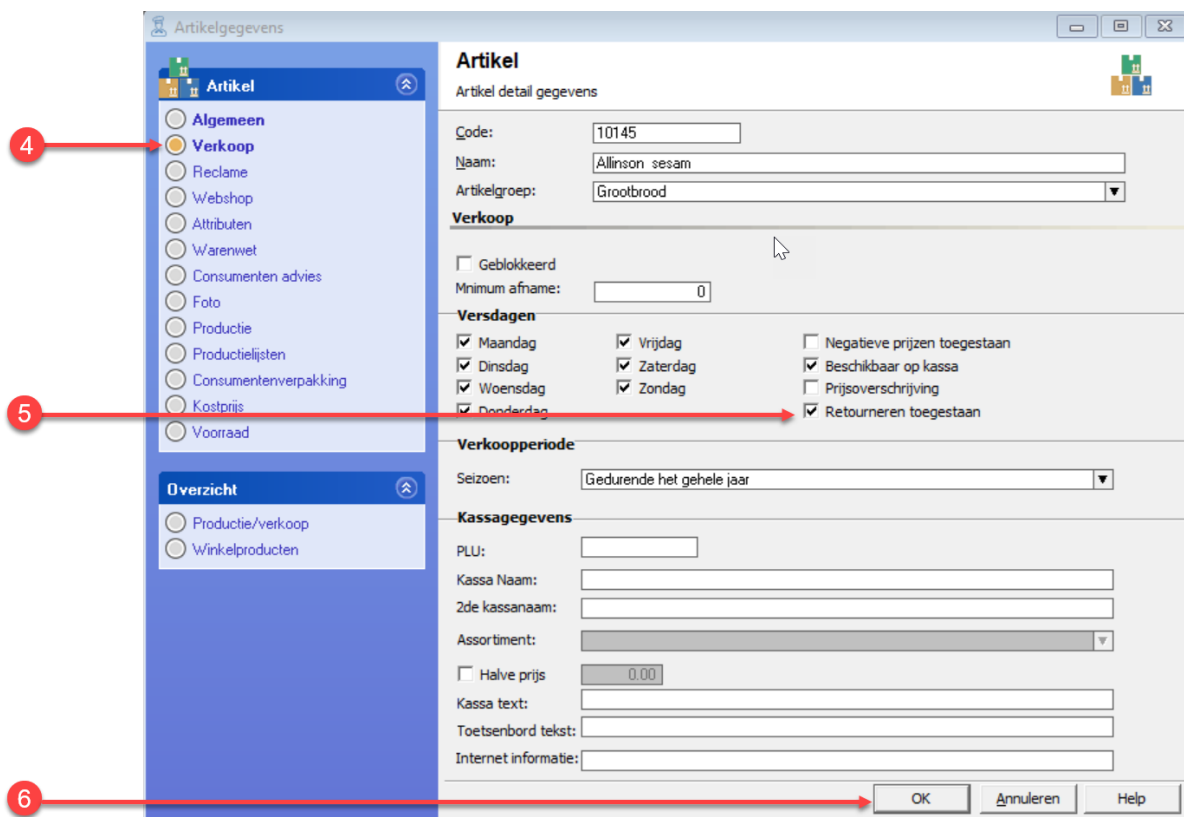 Artikelgegevens
Artikel
Algemeen
4
Verkoop
Reclame
Webshop
Attributen
Warenwet
Consumenten advies
Foto
Productie
Productielijsten
Consumentenverpakking
5
Kostprijs
Voorraad
Overzicht
Productie/verkoop
Winkelproducten
6
Artikel
Artikel detail gegevens
Code: 10145
Naam: Allinson sesam
Artikelgroep: Grootbrood
Verkoop
Geblokkeerd
Mnimum afname: 0
Versdagen
Maandag Vrijdag Negatieve prijzen toegestaan
Dinsdag Zaterdag Beschikbaar op kassa
Woensdag Zondag Prijsoverschrijving
Donderdag Retourneren toegestaan
Verkoopperiode
Seizoen: Gedurende het gehele jaar
Kassagegevens
PLU:
Kassa Naam:
2de kassanaam:
Assortiment:
Halve prijs 0.00
Kassa text:
Toetsenbord tekst:
Internet informatie:
OK Annuleren Help